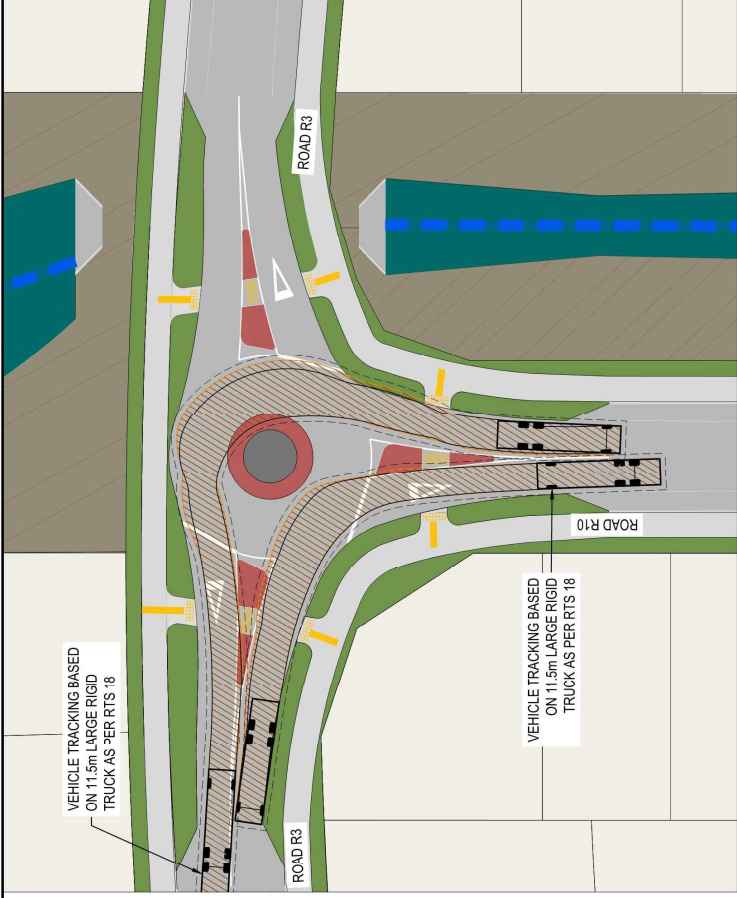 ROAD R3
VEHICLE TRACKING BASED
ON 11.5m LARGE RIGID
TRUCK AS PER RTS 18
ROAD R10
VEHICLE TRACKING BASED
ON 11.5m LARGE RIGID
TRUCK AS PER RTS 18
ROAD R3